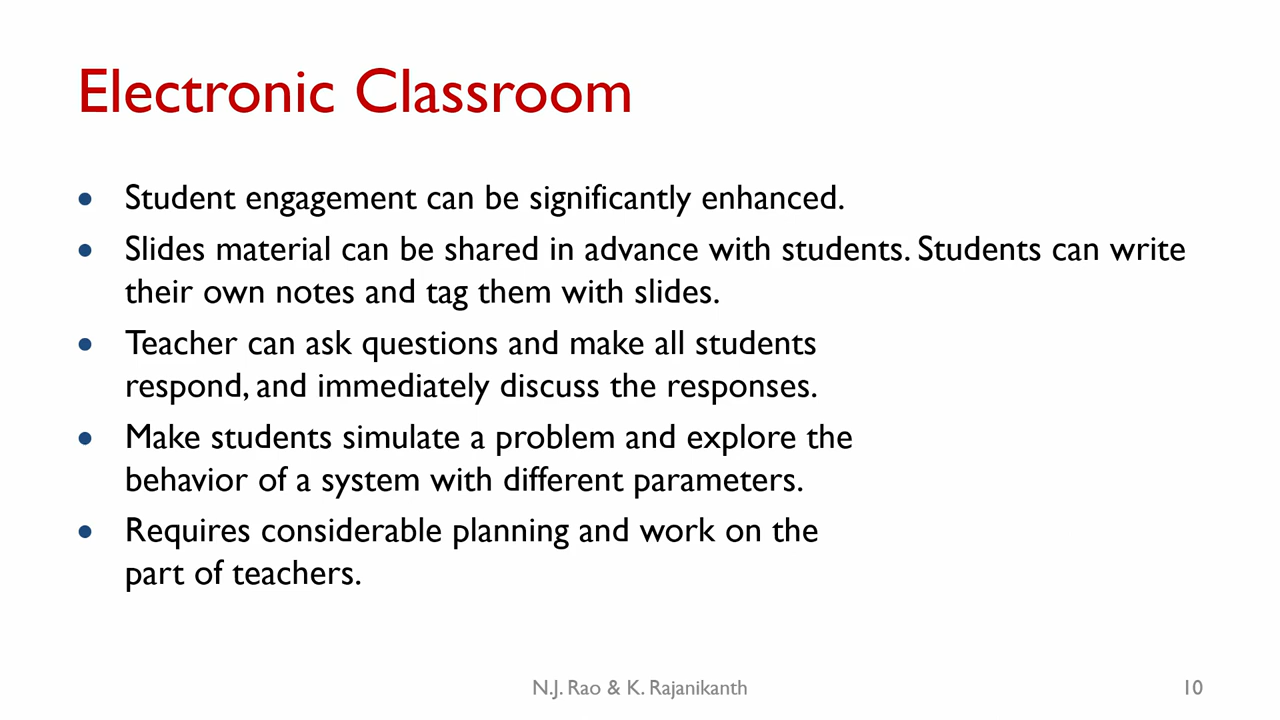 Electronic Classroom
• Student engagement can be significantly enhanced.
• Slides material can be shared in advance with students. Students can write
their own notes and tag them with slides.
• Teacher can ask questions and make all students
respond, and immediately discuss the responses.
• Make students simulate a problem and explore the
behavior of a system with different parameters.
• Requires considerable planning and work on the
part of teachers.
N.J. Rao & K. Rajanikanth
10